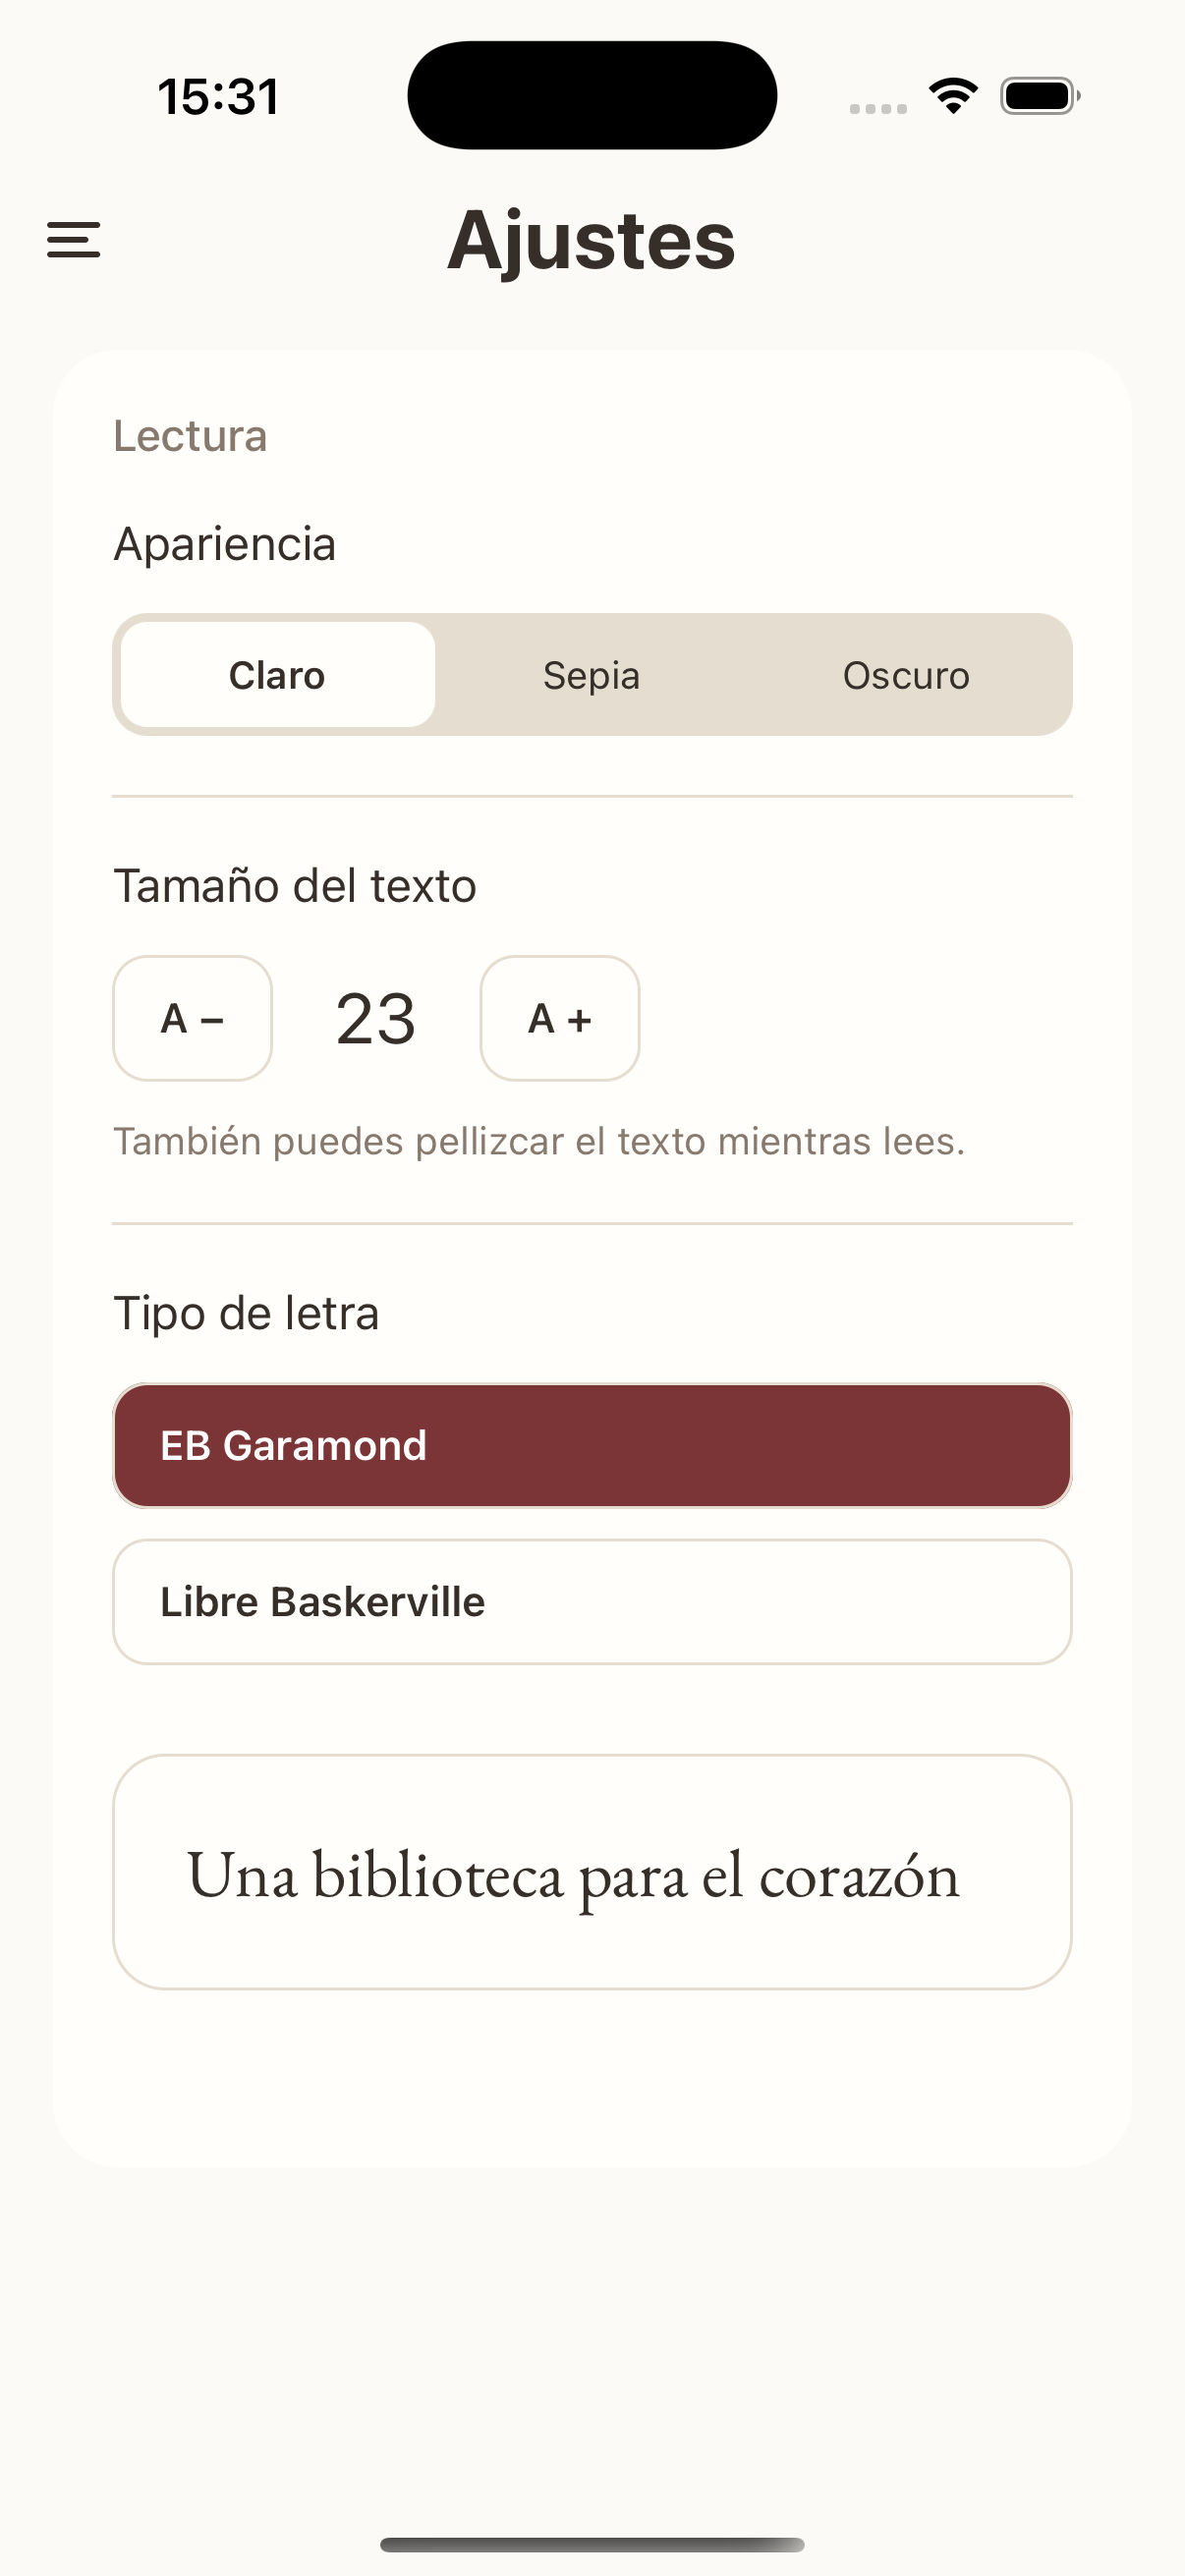 15:31
Ajustes
Lectura
Apariencia
Claro Sepia Oscuro
Tamaño del texto
A – 23 A +
También puedes pellizcar el texto mientras lees.
Tipo de letra
EB Garamond
Libre Baskerville
Una biblioteca para el corazón